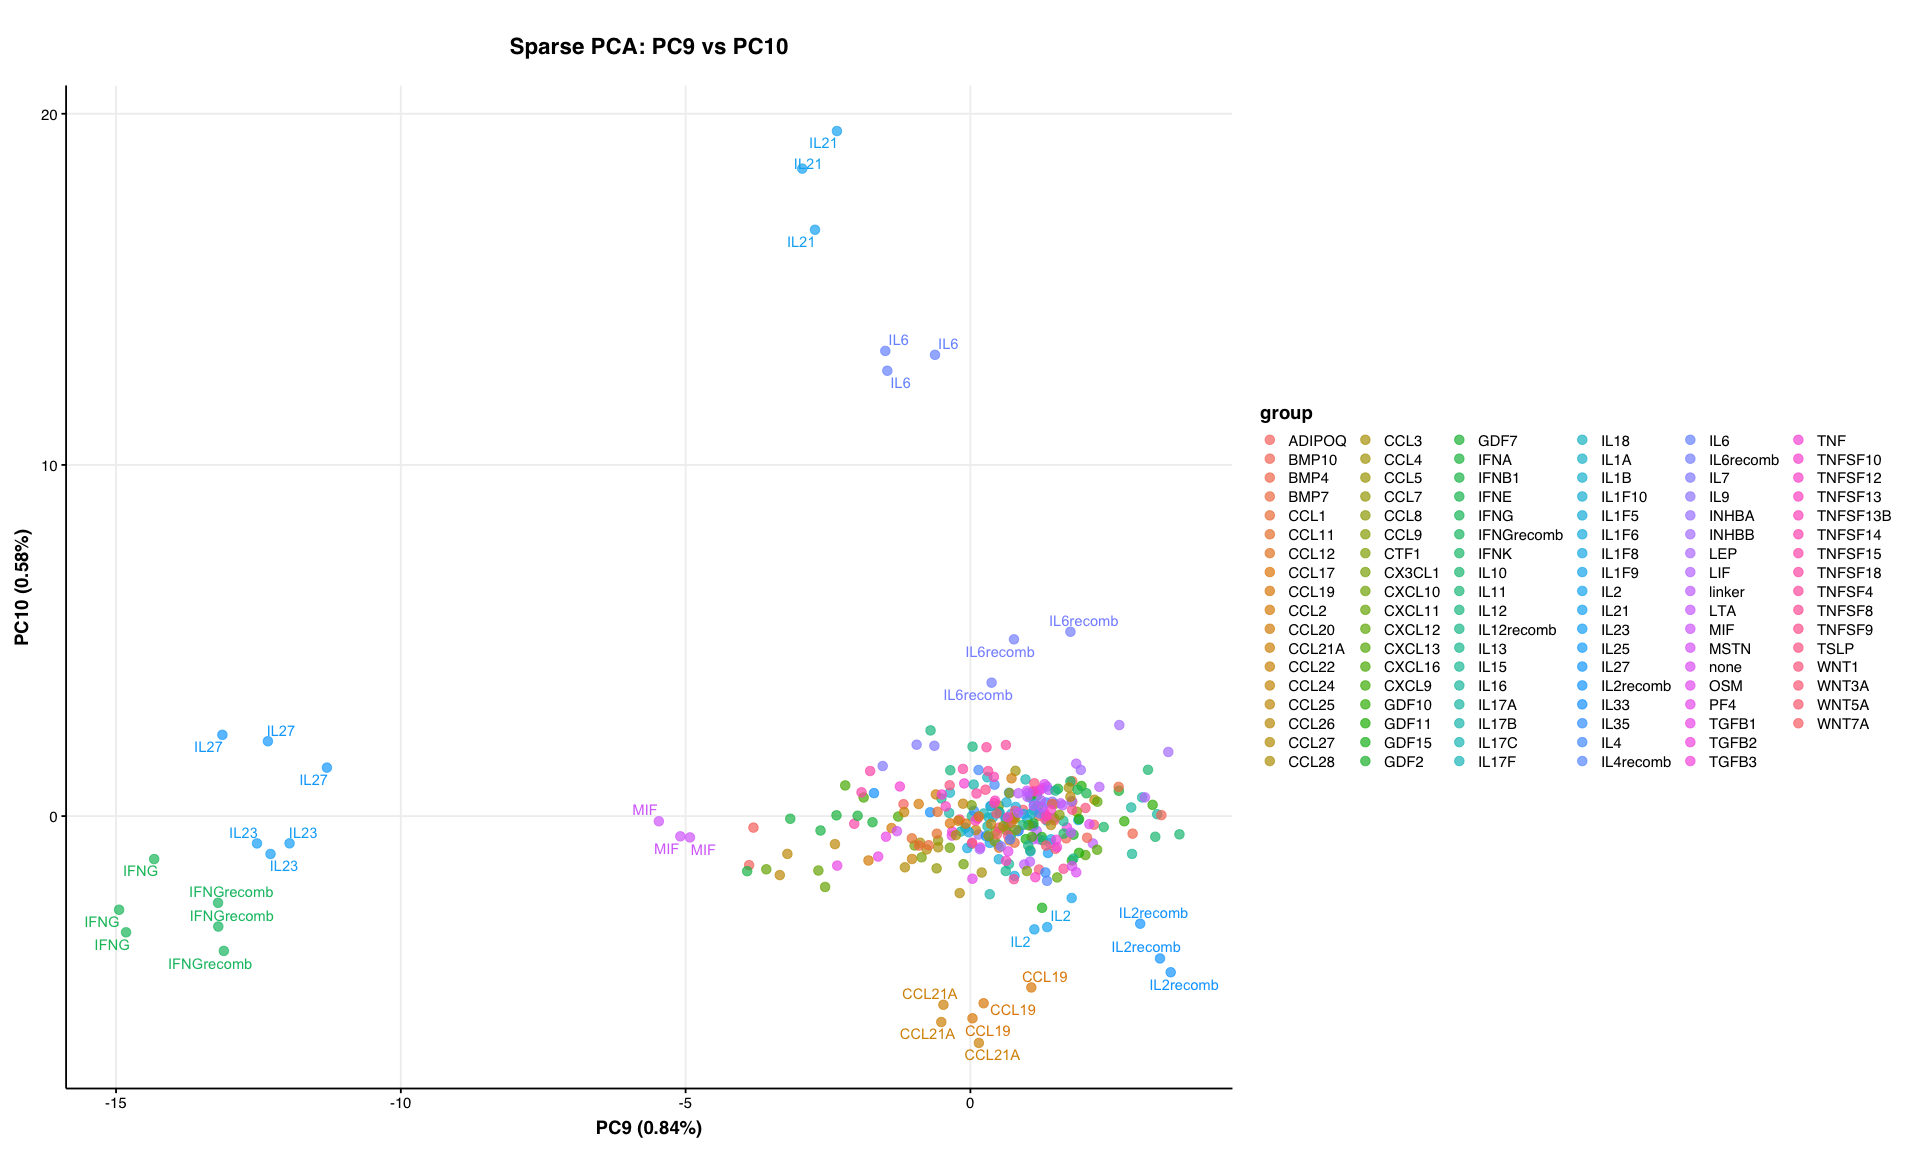 Sparse PCA: PC9 vs PC10
20
IL21
IL21
IL21
IL6
IL6
IL6
10
IL6recomb
IL6recomb
IL6recomb
IL27
IL27
IL27
MIF
MIF
MIF
0
IL23
IL23
IL23
IFNG
IFNG
IFNG
IFNGrecomb
IFNGrecomb
IFNGrecomb
IL2
IL2
IL2recomb
IL2recomb
IL2recomb
CCL19
CCL21A
CCL19
CCL21A
CCL19
CCL21A
-15
-10
-5
0
PC9 (0.84%)
PC10 (0.58%)
group
ADIPOQ
BMP10
BMP4
BMP7
CCL1
CCL11
CCL12
CCL17
CCL19
CCL2
CCL20
CCL21A
CCL22
CCL24
CCL25
CCL26
CCL27
CCL28
CCL3
CCL4
CCL5
CCL7
CCL8
CCL9
CTF1
CX3CL1
CXCL10
CXCL11
CXCL12
CXCL13
CXCL16
CXCL9
GDF10
GDF11
GDF15
GDF2
GDF7
IFNA
IFNB1
IFNE
IFNG
IFNGrecomb
IFNK
IL10
IL11
IL12
IL12recomb
IL13
IL15
IL16
IL17A
IL17B
IL17C
IL17F
IL18
IL1A
IL1B
IL1F10
IL1F5
IL1F6
IL1F8
IL1F9
IL2
IL21
IL23
IL25
IL27
IL2recomb
IL33
IL35
IL4
IL4recomb
IL6
IL6recomb
IL7
IL9
INHBA
INHBB
LEP
LIF
linker
LTA
MIF
MSTN
none
OSM
PF4
TGFB1
TGFB2
TGFB3
TNF
TNFSF10
TNFSF12
TNFSF13
TNFSF13B
TNFSF14
TNFSF15
TNFSF18
TNFSF4
TNFSF8
TNFSF9
TSLP
WNT1
WNT3A
WNT5A
WNT7A